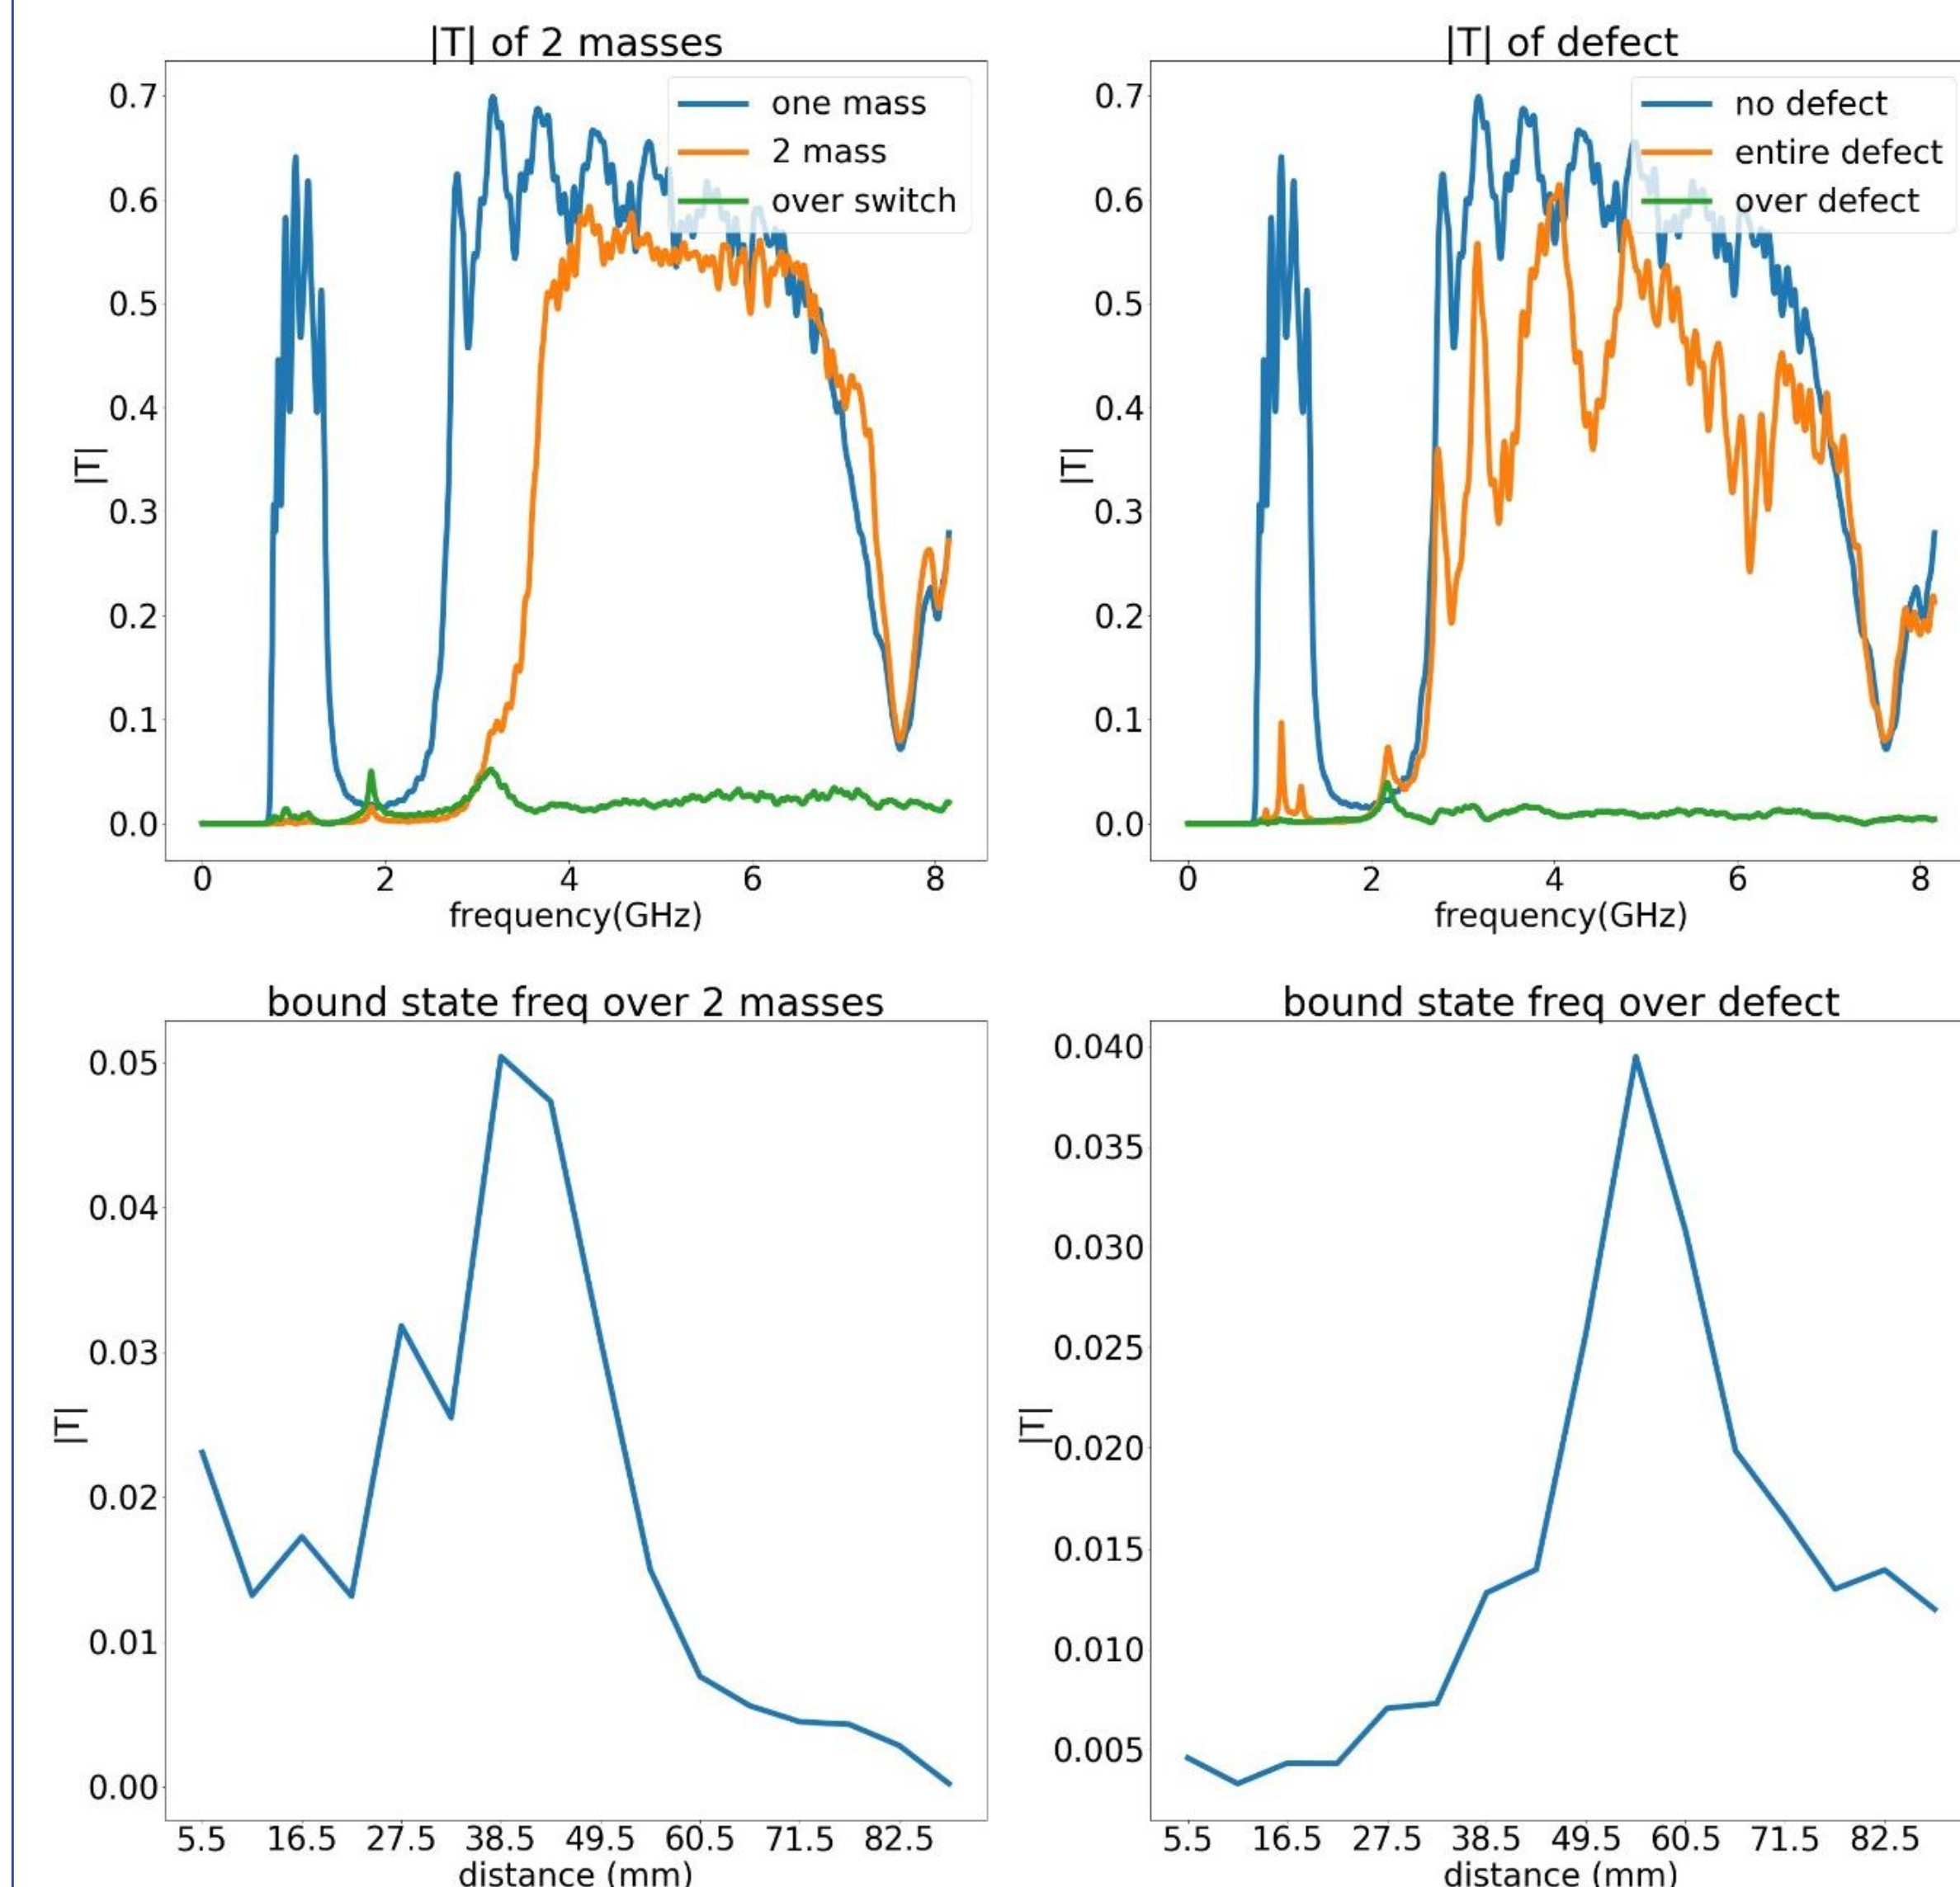 |T| of 2 masses
0.7
0.6
0.5
0.4
0.3
0.2
0.1
0.0
|T|
one mass
2 mass
over switch
0 2 4 6 8
frequency(GHz)
|T| of defect
0.7
0.6
0.5
0.4
0.3
0.2
0.1
0.0
|T|
no defect
entire defect
over defect
0 2 4 6 8
frequency(GHz)
bound state freq over 2 masses
0.05
0.04
0.03
0.02
0.01
0.00
|T|
5.5 16.5 27.5 38.5 49.5 60.5 71.5 82.5
distance (mm)
bound state freq over defect
0.040
0.035
0.030
0.025
0.020
0.015
0.010
0.005
|T|
5.5 16.5 27.5 38.5 49.5 60.5 71.5 82.5
distance (mm)